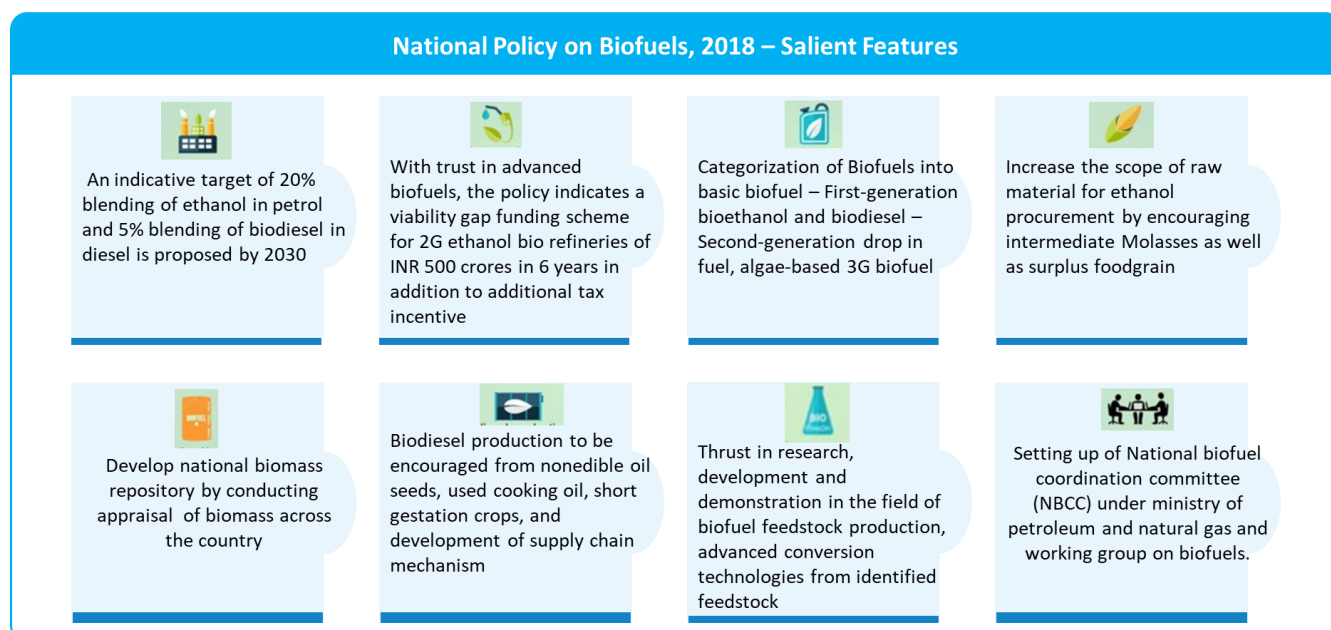 National Policy on Biofuels, 2018 – Salient Features
An indicative target of 20%
blending of ethanol in petrol
and 5% blending of biodiesel in
diesel is proposed by 2030
With trust in advanced
biofuels, the policy indicates a
viability gap funding scheme
for 2G ethanol bio refineries of
INR 500 crores in 6 years in
addition to additional tax
incentive
Categorization of Biofuels into
basic biofuel – First-generation
bioethanol and biodiesel –
Second-generation drop in
fuel, algae-based 3G biofuel
Increase the scope of raw
material for ethanol
procurement by encouraging
intermediate Molasses as well
as surplus foodgrain
BIOFUEL
Develop national biomass
repository by conducting
appraisal of biomass across
the country
Biodiesel production to be
encouraged from nonedible oil
seeds, used cooking oil, short
gestation crops, and
development of supply chain
mechanism
BIO
Thrust in research,
development and
demonstration in the field of
biofuel feedstock production,
advanced conversion
technologies from identified
feedstock
Setting up of National biofuel
coordination committee
(NBCC) under ministry of
petroleum and natural gas and
working group on biofuels.